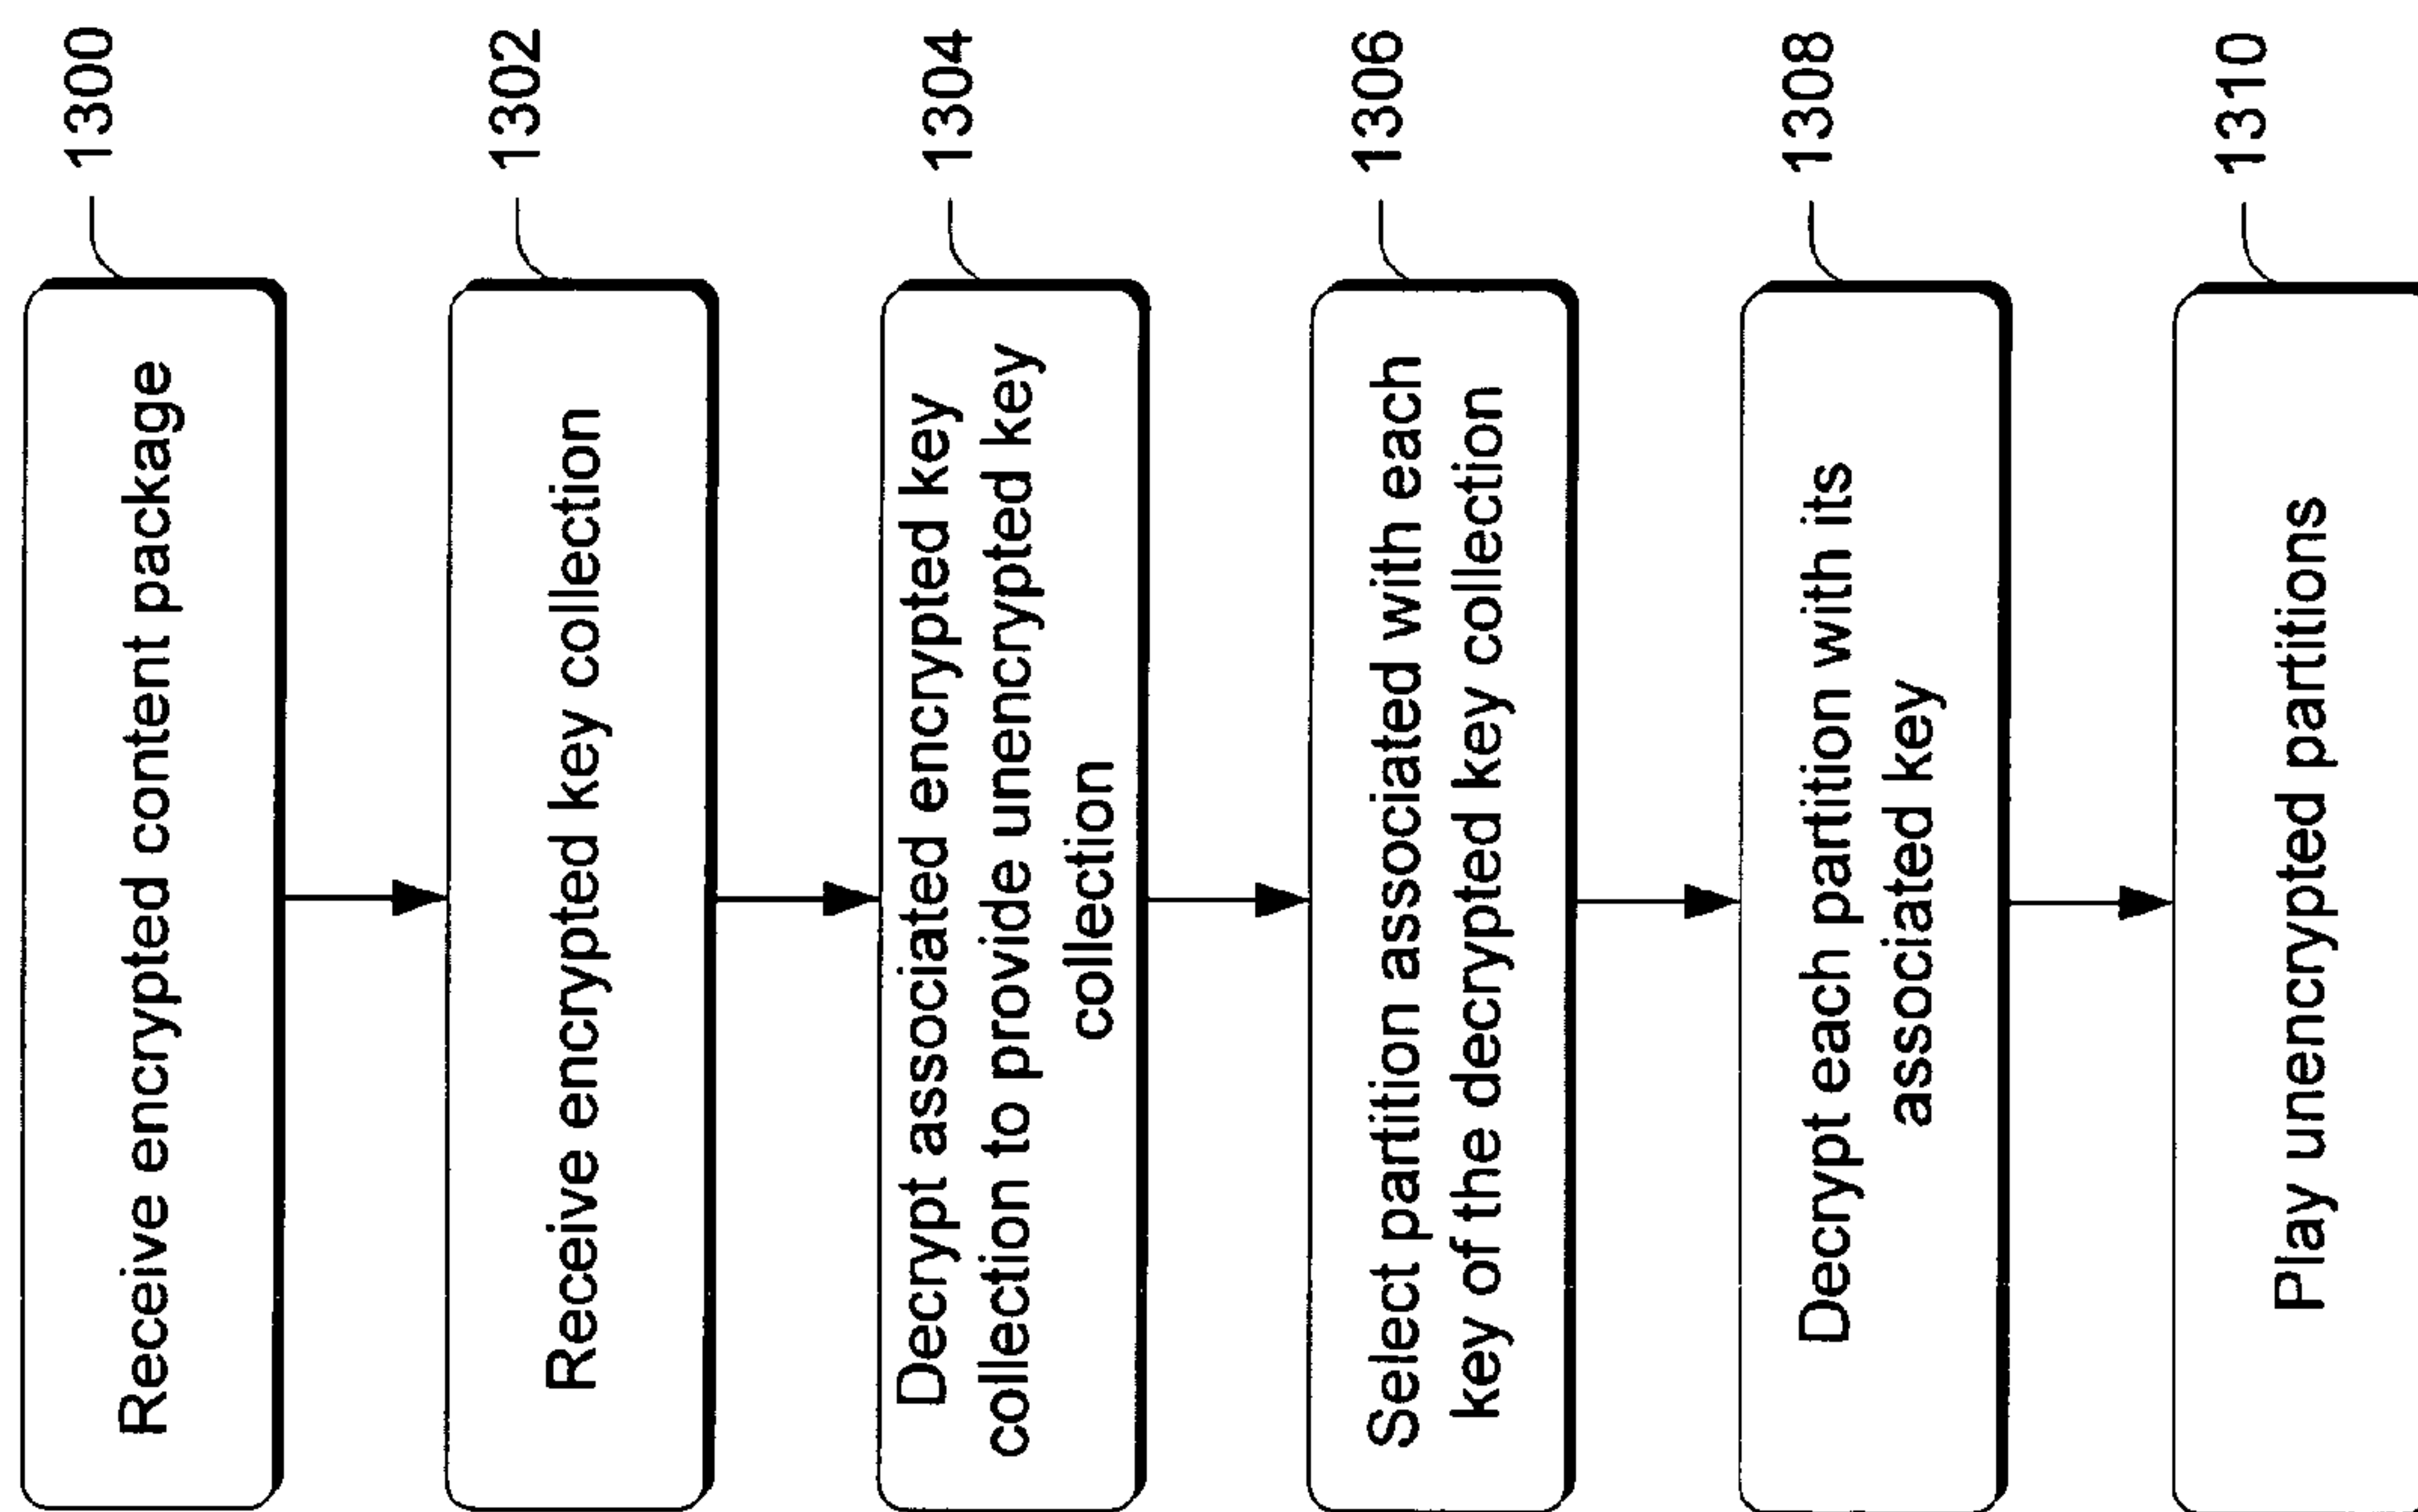 1300
Receive encrypted content package
1302
Receive encrypted key collection
1304
Decrypt associated encrypted key
collection to provide unencrypted key
collection
1306
Select partition associated with each
key of the decrypted key collection
1308
Decrypt each partition with its
associated key
1310
Play unencrypted partitions